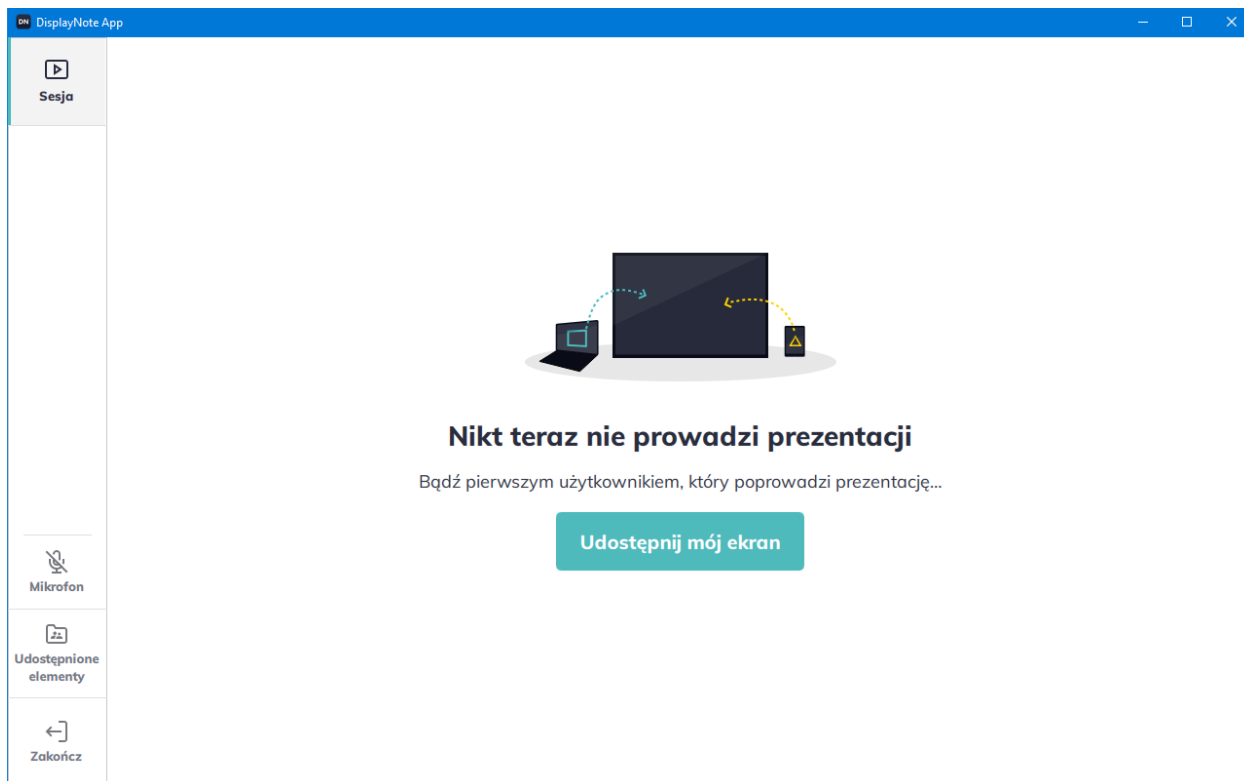 DN DisplayNote App
Sesja
Nikt teraz nie prowadzi prezentacji
Bądź pierwszym użytkownikiem, który poprowadzi prezentację...
Udostępnij mój ekran
Mikrofon
Udostępnione
elementy
Zakończ